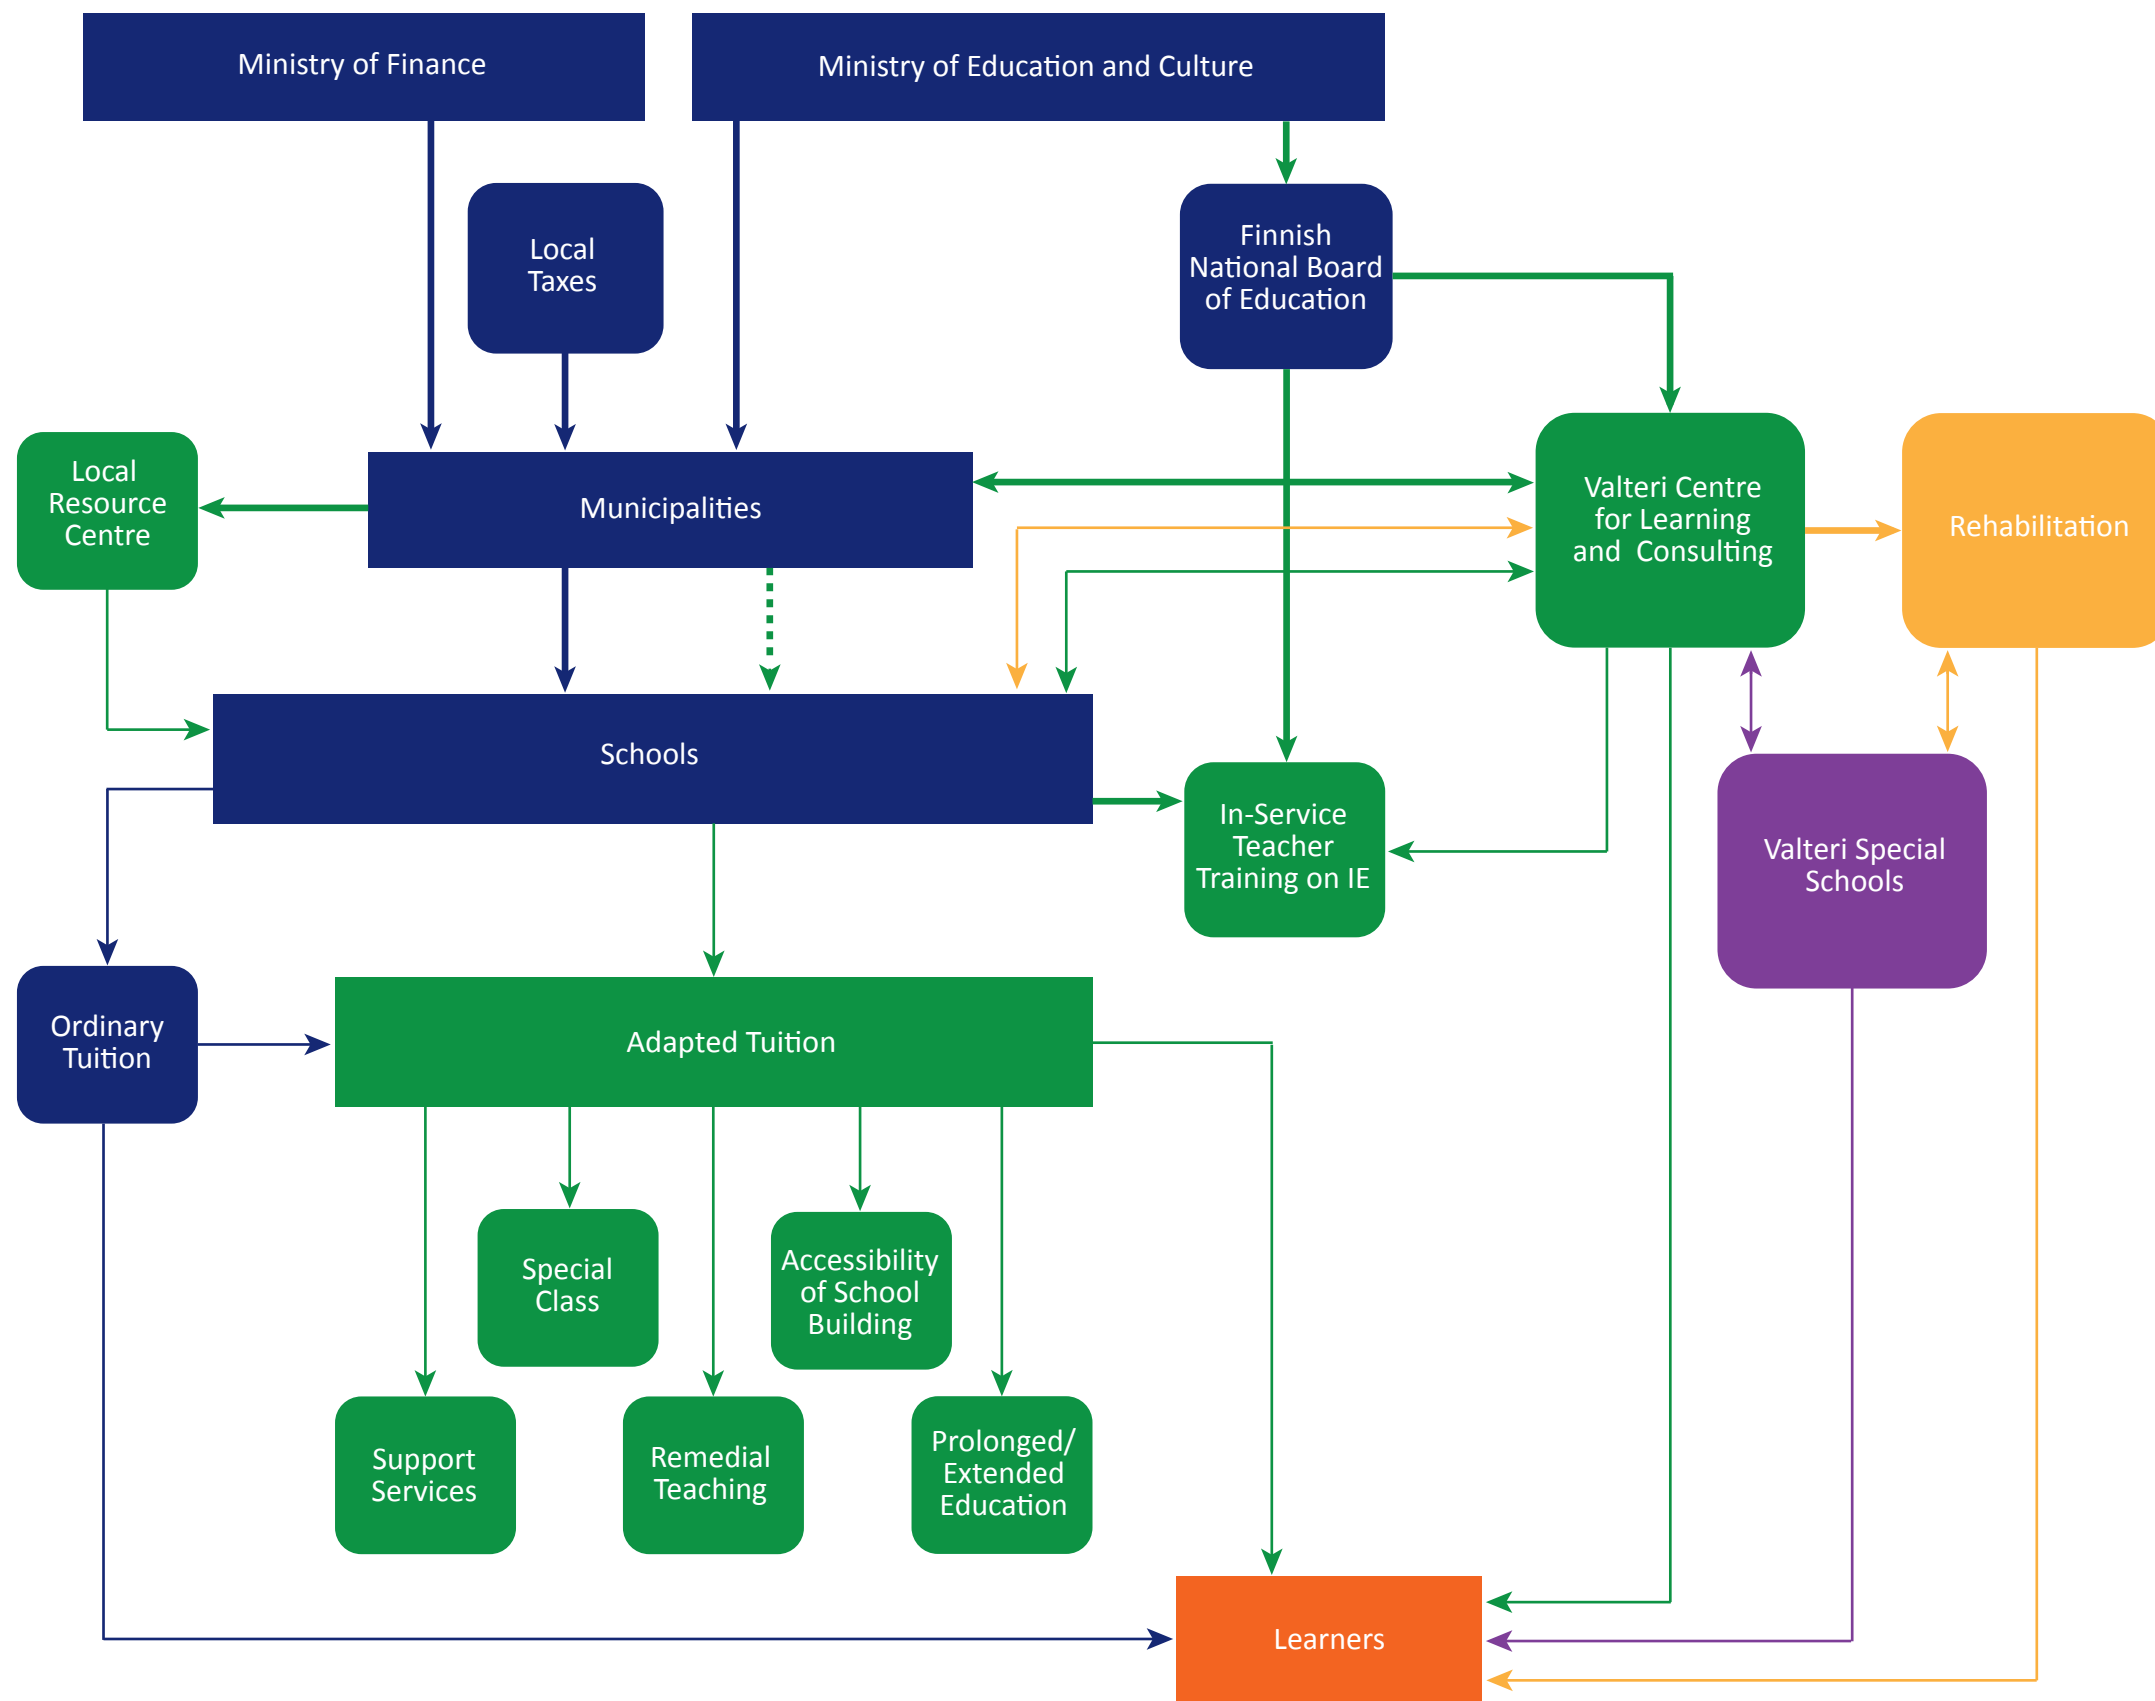 Ministry of Finance
Ministry of Education and Culture
Local
Taxes
Finnish
National Board
of Education
Local
Resource
Centre
Municipalities
Valteri Centre
for Learning
and  Consulting
Rehabilitation
Schools
In-Service
Teacher
Training on IE
Valteri Special
Schools
Ordinary
Tuition
Adapted Tuition
Special
Class
Accessibility
of School
Building
Support
Services
Remedial
Teaching
Prolonged/
Extended
Education
Learners